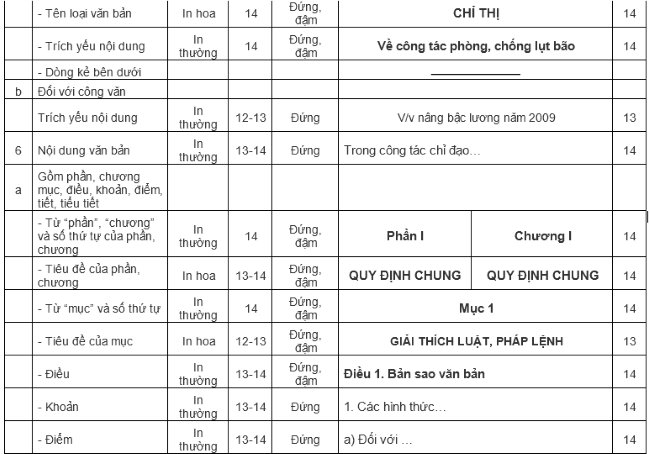 - Tên loại văn bản In hoa 14 Đứng, đậm CHỈ THỊ 14
- Trích yếu nội dung In thường 14 Đứng, đậm Về công tác phòng, chống lụt bão 14
- Dòng kẻ bên dưới
b Đối với công văn
Trích yếu nội dung In thường 12-13 Đứng V/v nâng bậc lương năm 2009 13
6 Nội dung văn bản In thường 13-14 Đứng Trong công tác chỉ đạo… 14
a Gồm phần, chương mục, điều, khoản, điểm, tiết, tiểu tiết
- Từ “phần”, “chương” và số thứ tự của phần, chương In thường 14 Đứng, đậm Phần I Chương I 14
- Tiêu đề của phần, chương In hoa 13-14 Đứng, đậm QUY ĐỊNH CHUNG QUY ĐỊNH CHUNG 14
- Từ “mục” và số thứ tự In thường 14 Đứng, đậm Mục 1 14
- Tiêu đề của mục In hoa 12-13 Đứng, đậm GIẢI THÍCH LUẬT, PHÁP LỆNH 13
- Điều In thường 13-14 Đứng, đậm Điều 1. Bản sao văn bản 14
- Khoản In thường 13-14 Đứng 1. Các hình thức… 14
- Điểm In thường 13-14 Đứng a) Đối với … 14